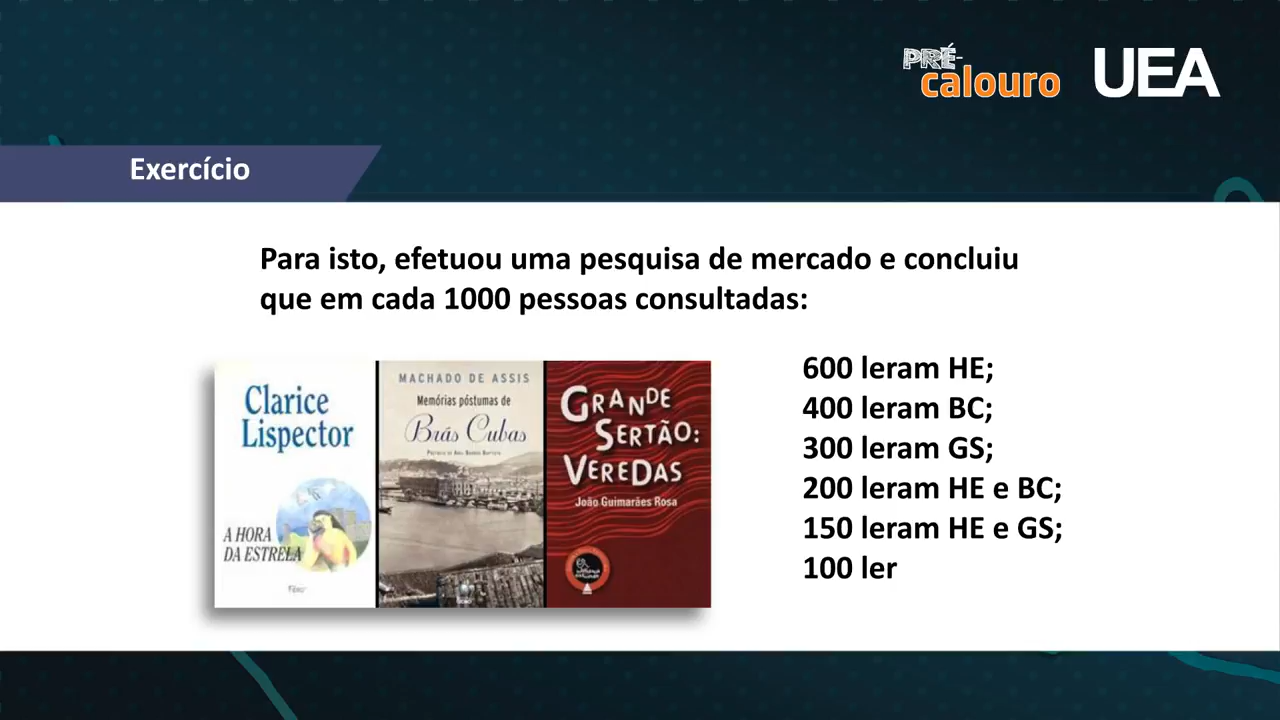 PRÉ-
calouro
UEA
Exercício
Para isto, efetuou uma pesquisa de mercado e concluiu
que em cada 1000 pessoas consultadas:
Clarice
Lispector
A HORA
DA ESTRELA
MACHADO DE ASSIS
Memórias póstumas de
Brás Cubas
GRANDE
SERTÃO:
VEREDAS
João Guimarães Rosa
600 leram HE;
400 leram BC;
300 leram GS;
200 leram HE e BC;
150 leram HE e GS;
100 ler